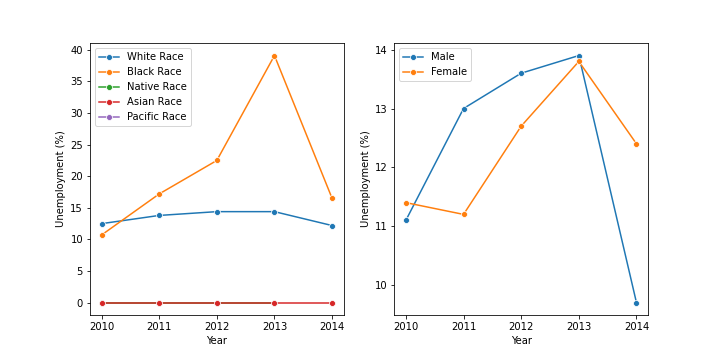 40
35
30
25
20
15
10
5
0
Unemployment (%)
White Race
Black Race
Native Race
Asian Race
Pacific Race
2010 2011 2012 2013 2014
Year
14
13
12
11
10
Unemployment (%)
Male
Female
2010 2011 2012 2013 2014
Year